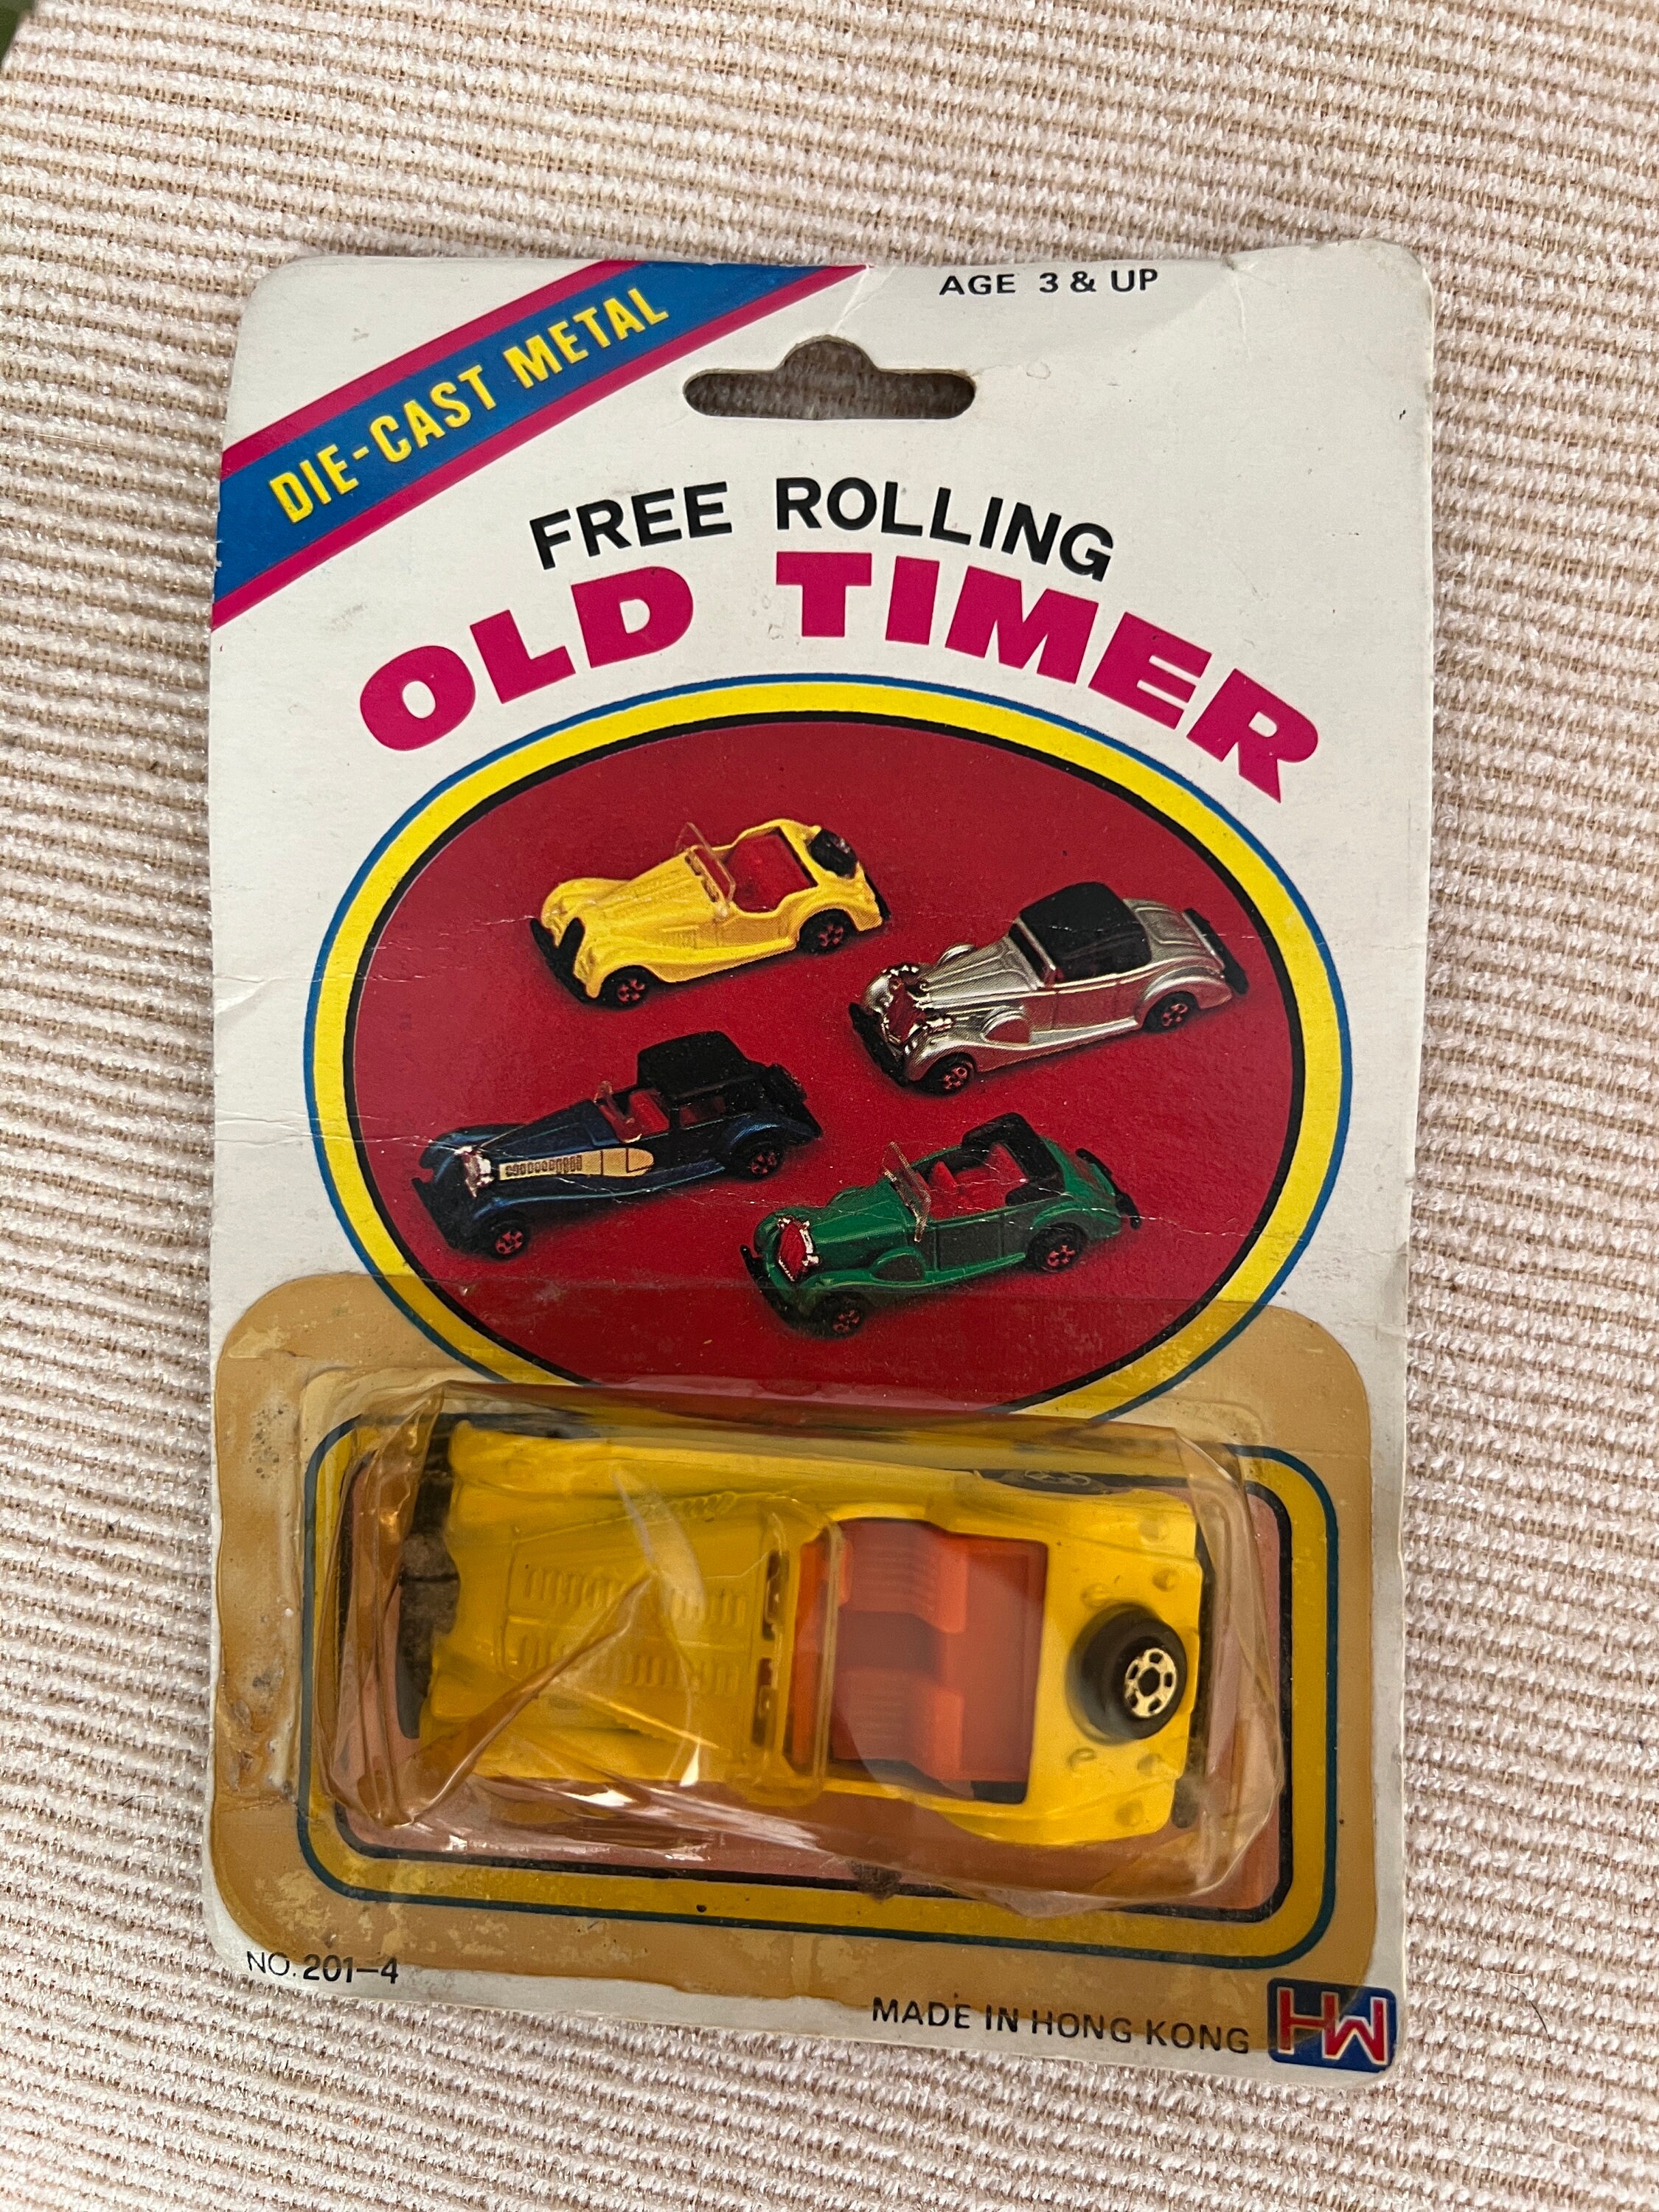 AGE 3 & UP
DIE-CAST METAL
FREE ROLLING
OLD TIMER
NO. 201-4
MADE IN HONG KONG
HW